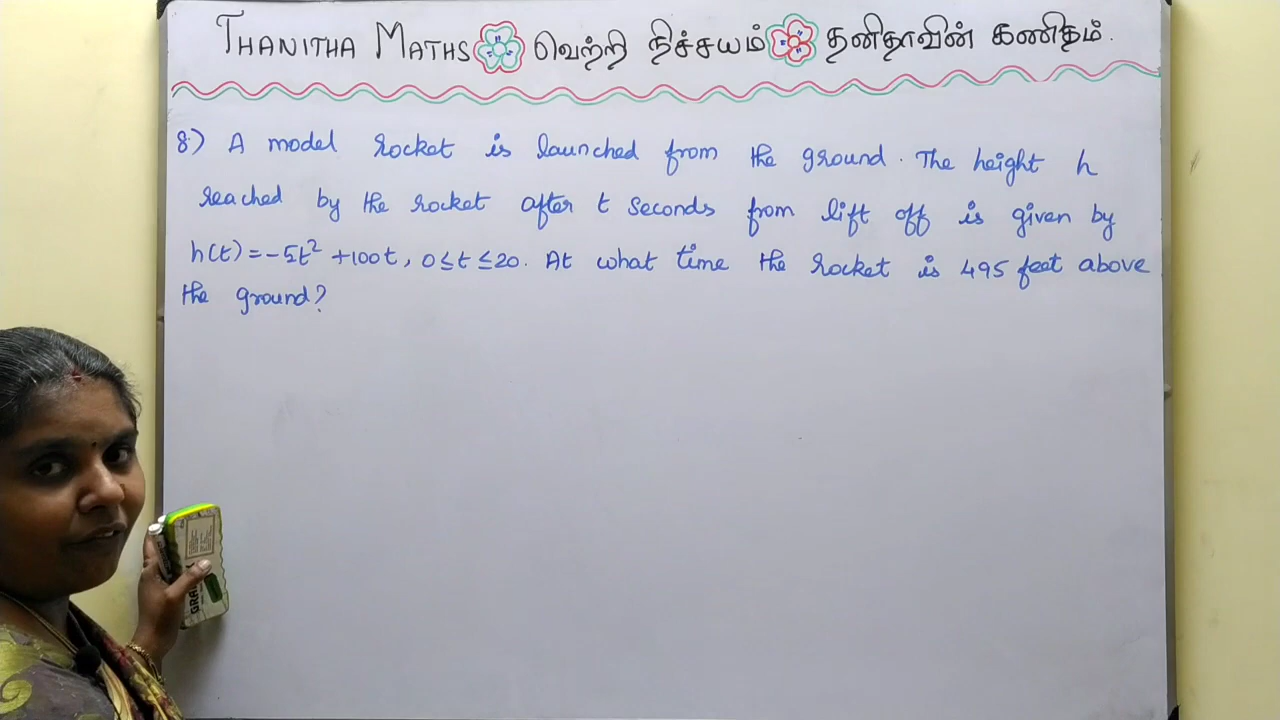 THANITHA MATHS வெற்றி நிச்சயம் தனிதாவின் கணிதம்.
8) A model rocket is launched from the ground. The height h
reached by the rocket after t seconds from lift off is given by
h(t) = -5t² + 100t, 0 ≤ t ≤ 20. At what time the rocket is 495 feet above
the ground?